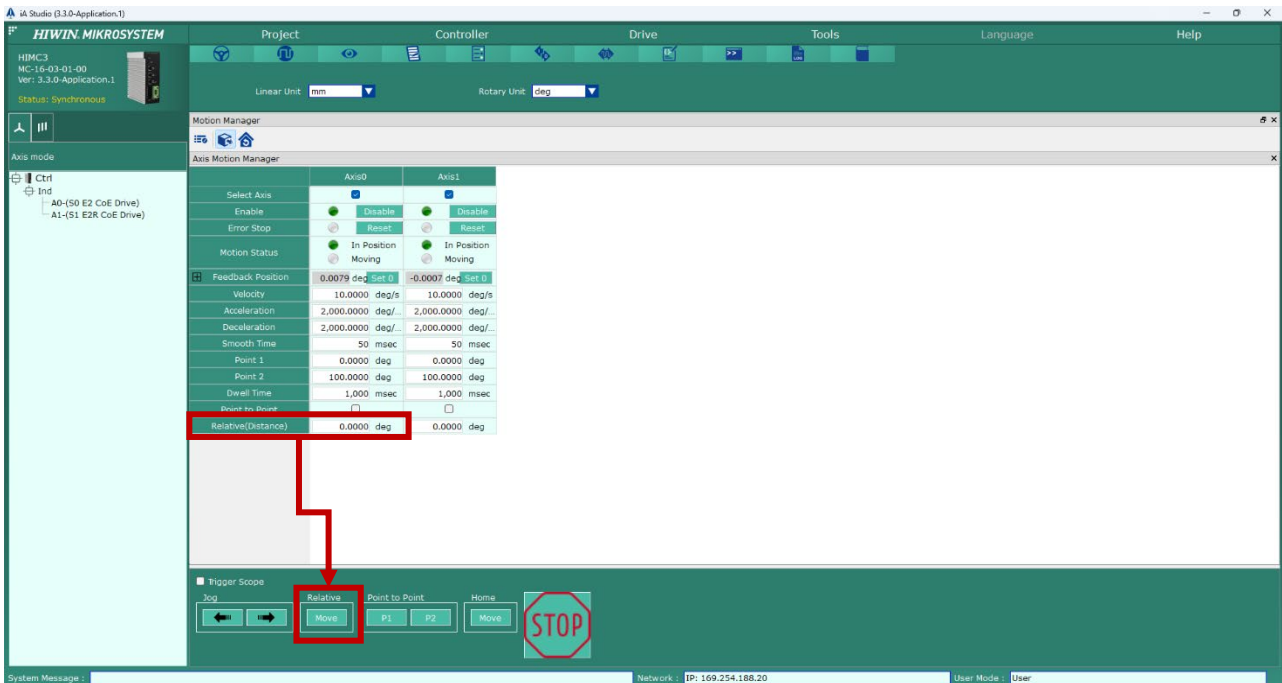 iA Studio (3.3.0-Application.1)
HIWIN. MIKROSYSTEM
Project Controller Drive Tools Language Help
HIMC3
MC-16-03-01-00
Ver: 3.3.0-Application.1
Status: Synchronous
Linear Unit mm Rotary Unit deg
Motion Manager
Axis mode
Axis Motion Manager
Ctrl
Ind
A0-(S0 E2 CoE Drive)
A1-(S1 E2R CoE Drive)
Axis0 Axis1
Select Axis
Enable Disable Disable
Error Stop Reset Reset
Motion Status In Position In Position
Moving Moving
Feedback Position 0.0079 deg Set 0 -0.0007 deg Set 0
Velocity 10.0000 deg/s 10.0000 deg/s
Acceleration 2,000.0000 deg/... 2,000.0000 deg/...
Deceleration 2,000.0000 deg/... 2,000.0000 deg/...
Smooth Time 50 msec 50 msec
Point 1 0.0000 deg 0.0000 deg
Point 2 100.0000 deg 100.0000 deg
Dwell Time 1,000 msec 1,000 msec
Point to Point
Relative(Distance) 0.0000 deg 0.0000 deg
Trigger Scope
Jog Relative Point to Point Home
Move P1 P2 Move
STOP
System Message : Network : IP: 169.254.188.20 User Mode : User